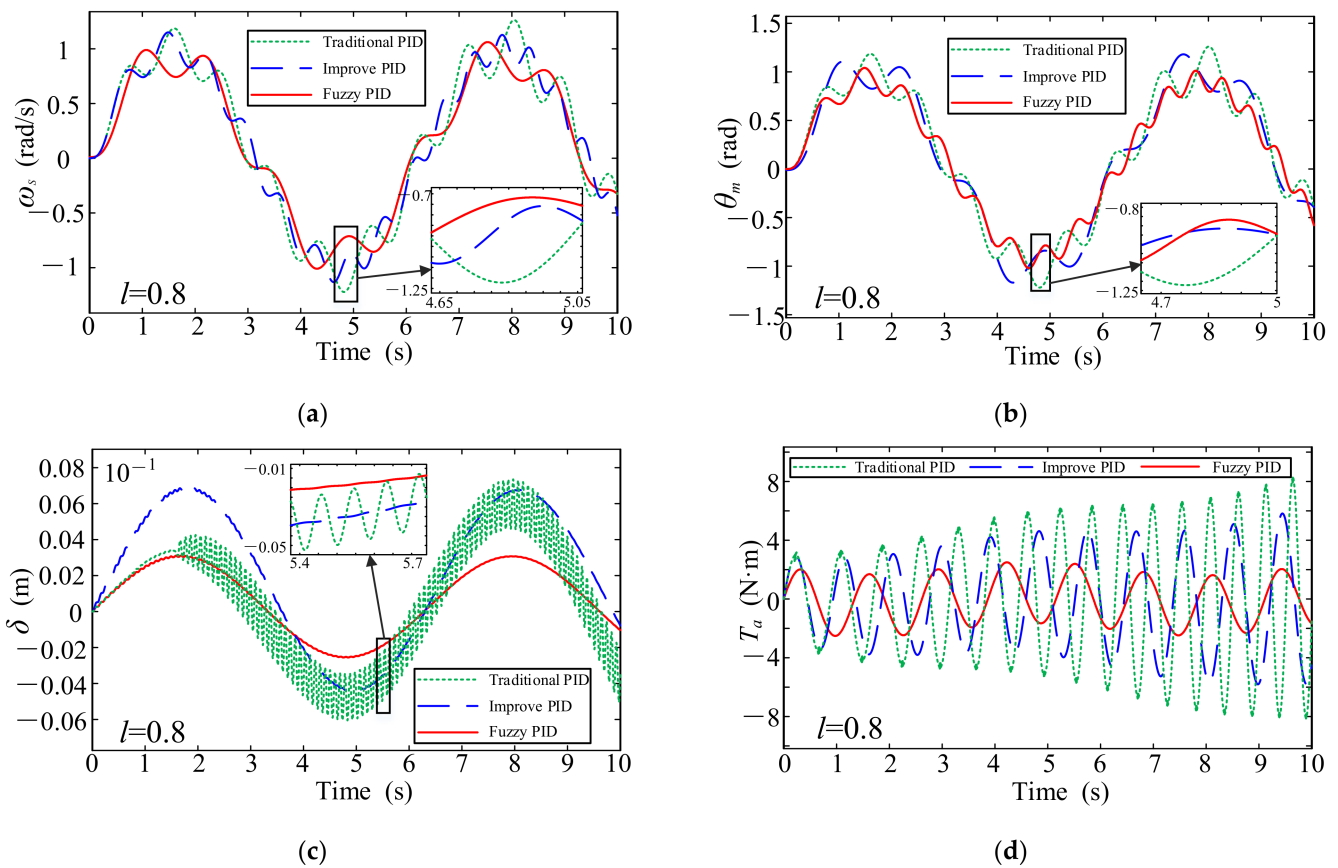 Traditional PID
Improve PID
Fuzzy PID
1
0.5
0
−0.5
−1
ωs (rad/s)
−0.7
−1.25
4.65 5.05
l=0.8
0 1 2 3 4 5 6 7 8 9 10
Time (s)
(a)
Traditional PID
Improve PID
Fuzzy PID
1.5
1
0.5
0
−0.5
−1
−1.5
θm (rad)
−0.8
−1.25
4.7 5
l=0.8
0 1 2 3 4 5 6 7 8 9 10
Time (s)
(b)
10⁻¹
0.08
0.06
0.04
0.02
0
−0.02
−0.04
−0.06
δ (m)
−0.01
−0.05
5.4 5.7
Traditional PID
Improve PID
Fuzzy PID
l=0.8
0 1 2 3 4 5 6 7 8 9 10
Time (s)
(c)
Traditional PID Improve PID Fuzzy PID
8
4
0
−4
−8
Ta (N·m)
l=0.8
0 1 2 3 4 5 6 7 8 9 10
Time (s)
(d)